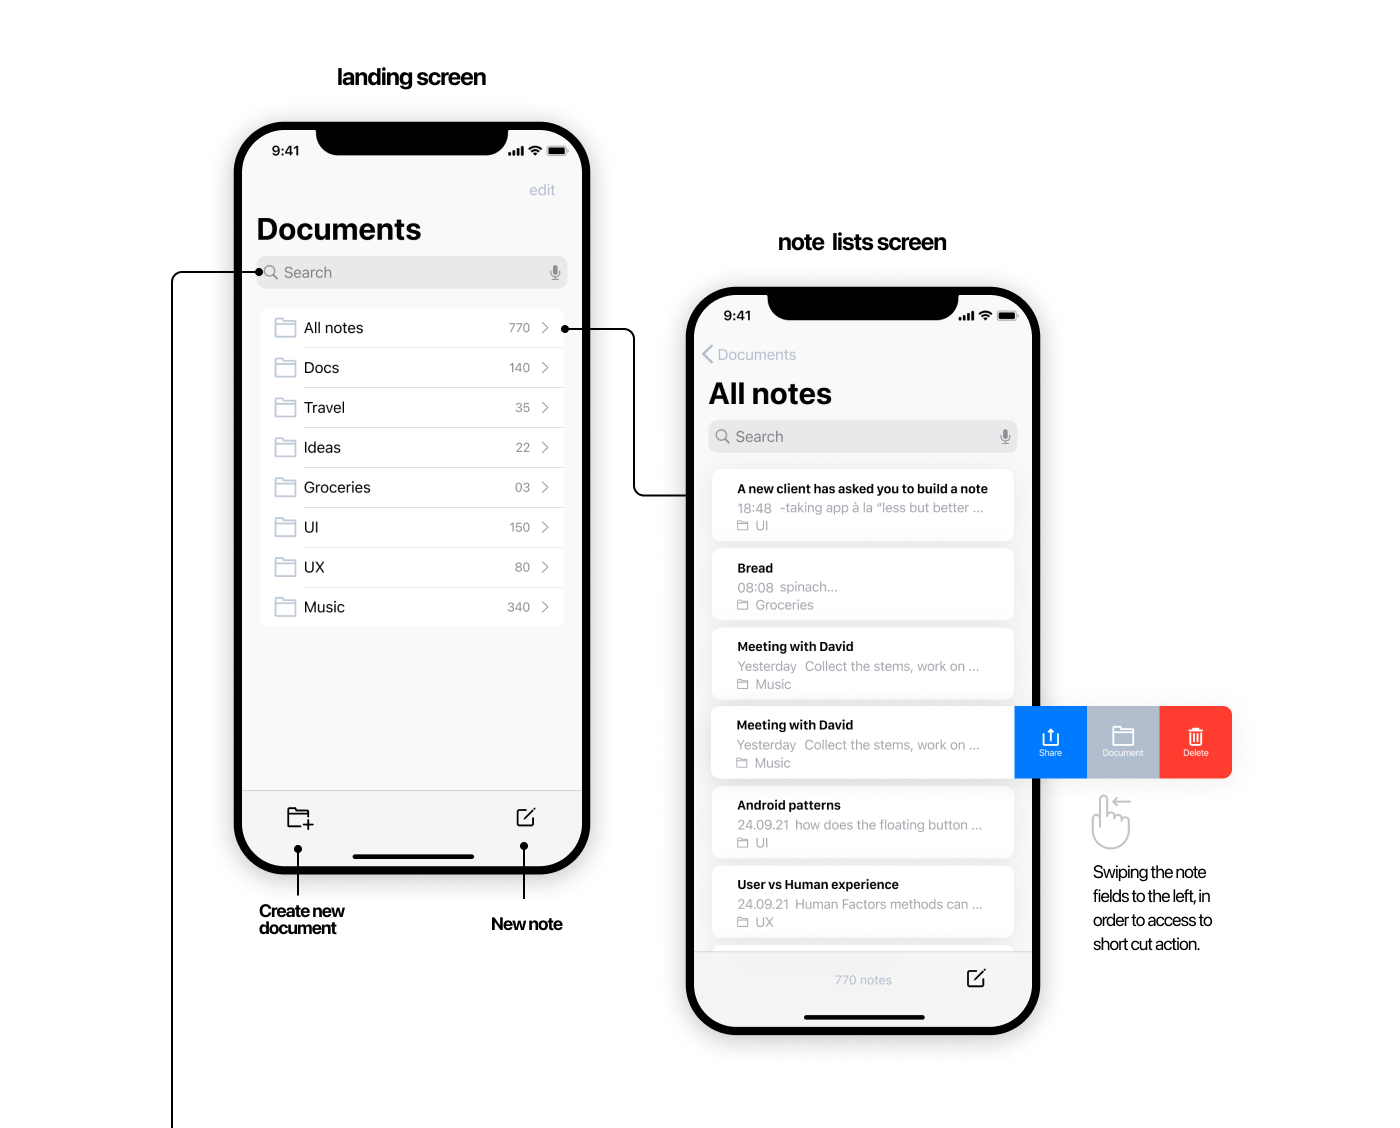 landing screen
9:41
edit
Documents
Search
All notes 770
Docs 140
Travel 35
Ideas 22
Groceries 03
UI 150
UX 80
Music 340
Create new
document
New note
note lists screen
9:41
Documents
All notes
Search
A new client has asked you to build a note
18:48 -taking app à la “less but better ...
UI
Bread
08:08 spinach...
Groceries
Meeting with David
Yesterday Collect the stems, work on ...
Music
Meeting with David
Yesterday Collect the stems, work on ...
Music
Share
Document
Delete
Android patterns
24.09.21 how does the floating button ...
UI
User vs Human experience
24.09.21 Human Factors methods can ...
UX
770 notes
Swiping the note
fields to the left, in
order to access to
short cut action.